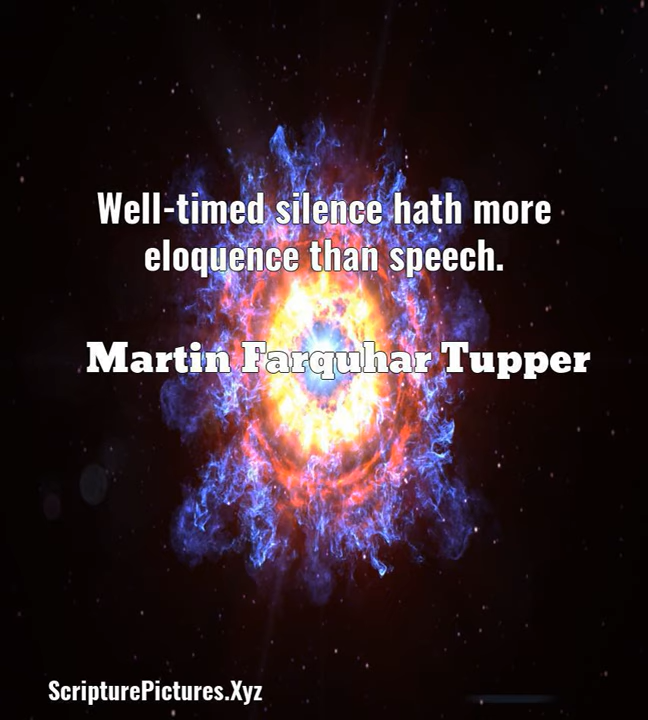 Well-timed silence hath more
eloquence than speech.
Martin Farquhar Tupper
ScripturePictures.Xyz